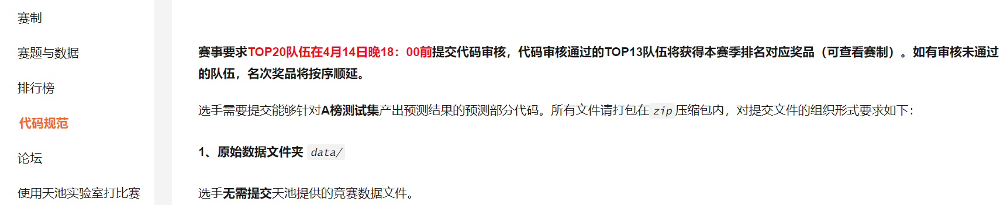 赛制
赛题与数据
排行榜
代码规范
论坛
使用天池实验室打比赛
赛事要求TOP20队伍在4月14日晚18：00前提交代码审核，代码审核通过的TOP13队伍将获得本赛季排名对应奖品（可查看赛制）。如有审核未通过
的队伍，名次奖品将按序顺延。
选手需要提交能够针对A榜测试集产出预测结果的预测部分代码。所有文件请打包在 zip 压缩包内，对提交文件的组织形式要求如下：
1、原始数据文件夹 data/
选手无需提交天池提供的竞赛数据文件。